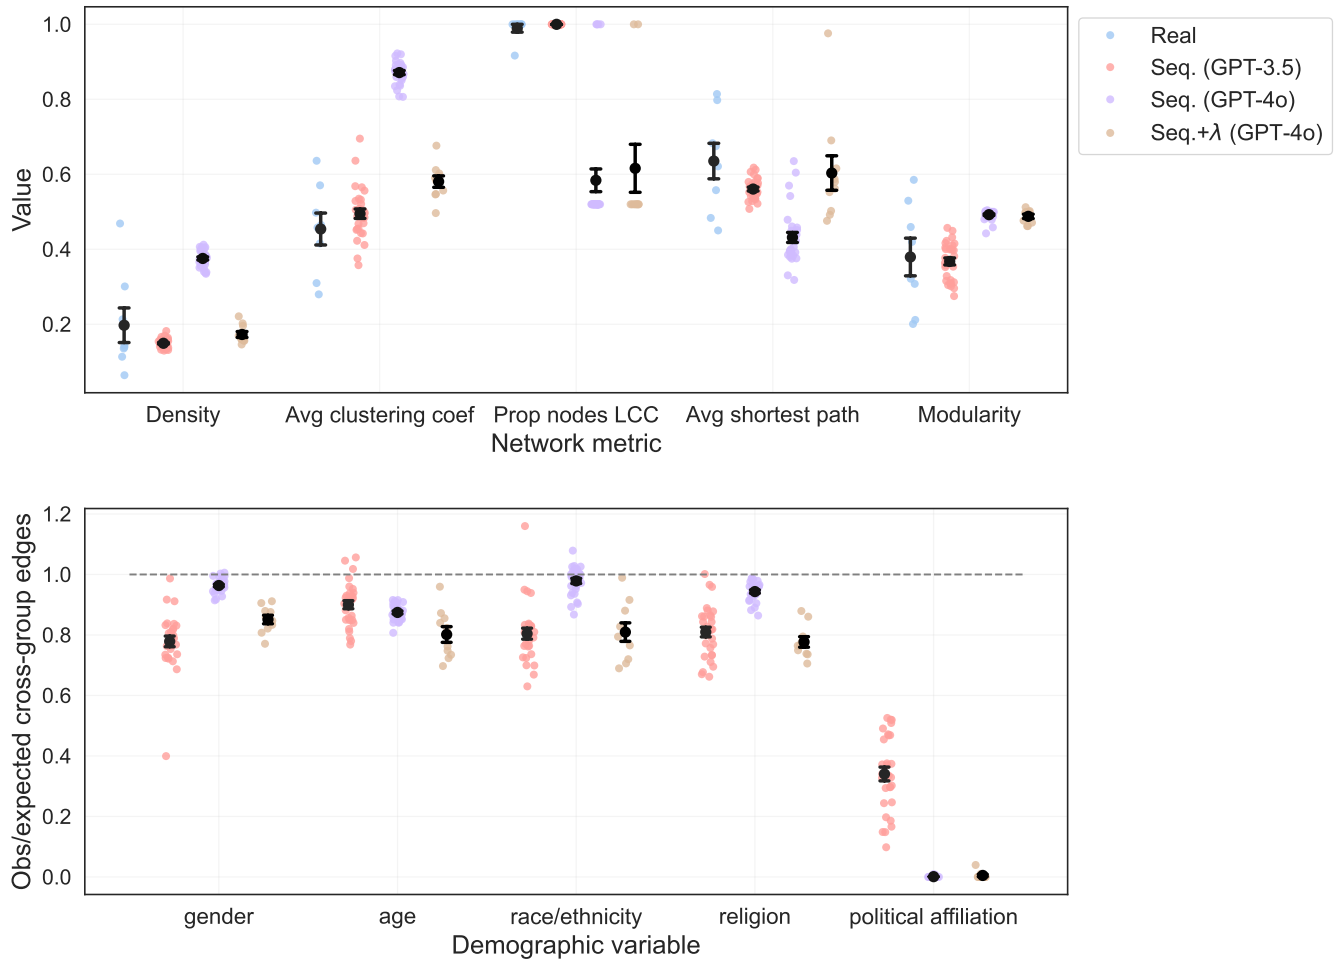 Value
1.0
0.8
0.6
0.4
0.2
Density
Avg clustering coef
Prop nodes LCC
Avg shortest path
Modularity
Network metric
Real
Seq. (GPT-3.5)
Seq. (GPT-4o)
Seq.+λ (GPT-4o)
Obs/expected cross-group edges
1.2
1.0
0.8
0.6
0.4
0.2
0.0
gender
age
race/ethnicity
religion
political affiliation
Demographic variable